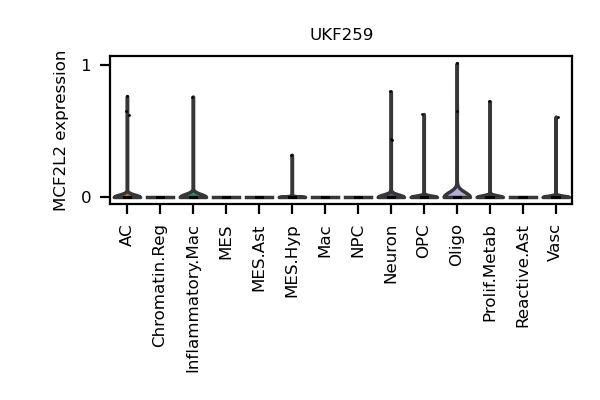 UKF259
MCF2L2 expression
1
0
AC
Chromatin.Reg
Inflammatory.Mac
MES
MES.Ast
MES.Hyp
Mac
NPC
Neuron
OPC
Oligo
Prolif.Metab
Reactive.Ast
Vasc